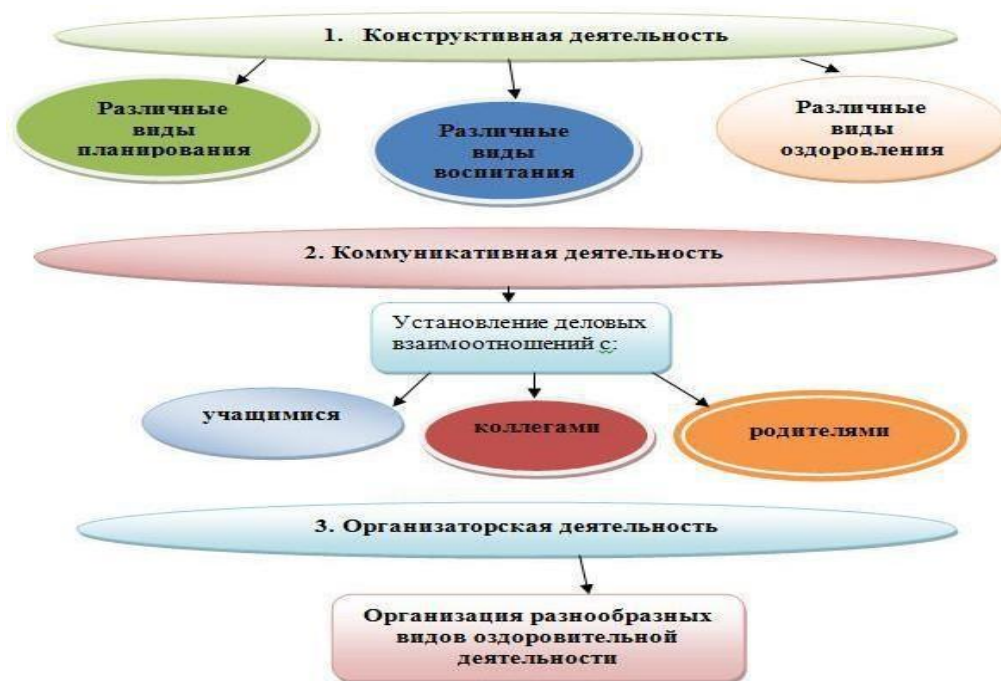 1. Конструктивная деятельность
Различные
виды
планирования
Различные
виды
воспитания
Различные
виды
оздоровления
2. Коммуникативная деятельность
Установление деловых
взаимоотношений с:
учащимися
коллегами
родителями
3. Организаторская деятельность
Организация разнообразных
видов оздоровительной
деятельности